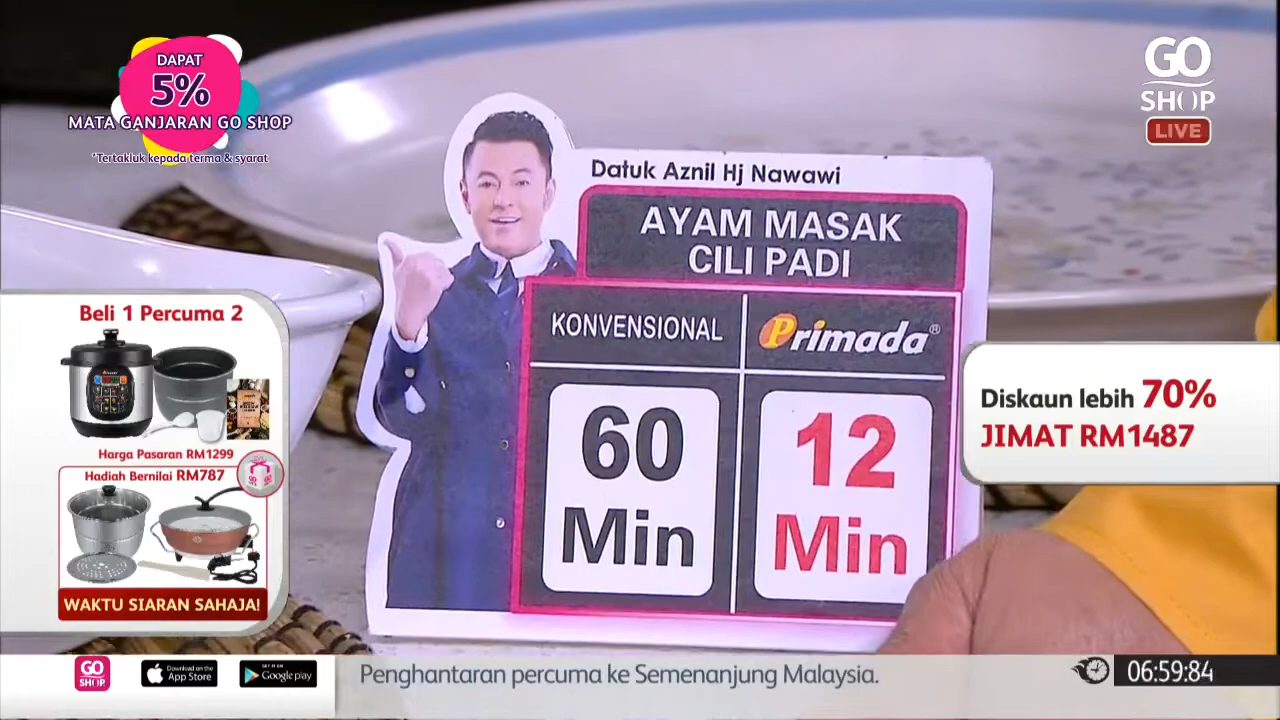 DAPAT
5%
MATA GANJARAN GO SHOP
*Tertakluk kepada terma & syarat
GO
SHOP
LIVE
Datuk Aznil Hj Nawawi
AYAM MASAK
CILI PADI
KONVENSIONAL
Primada®
60
Min
12
Min
Beli 1 Percuma 2
Harga Pasaran RM1299
Hadiah Bernilai RM787
WAKTU SIARAN SAHAJA!
Diskaun lebih 70%
JIMAT RM1487
GO
SHOP
Download on the
App Store
GET IT ON
Google play
Penghantaran percuma ke Semenanjung Malaysia.
06:59:84